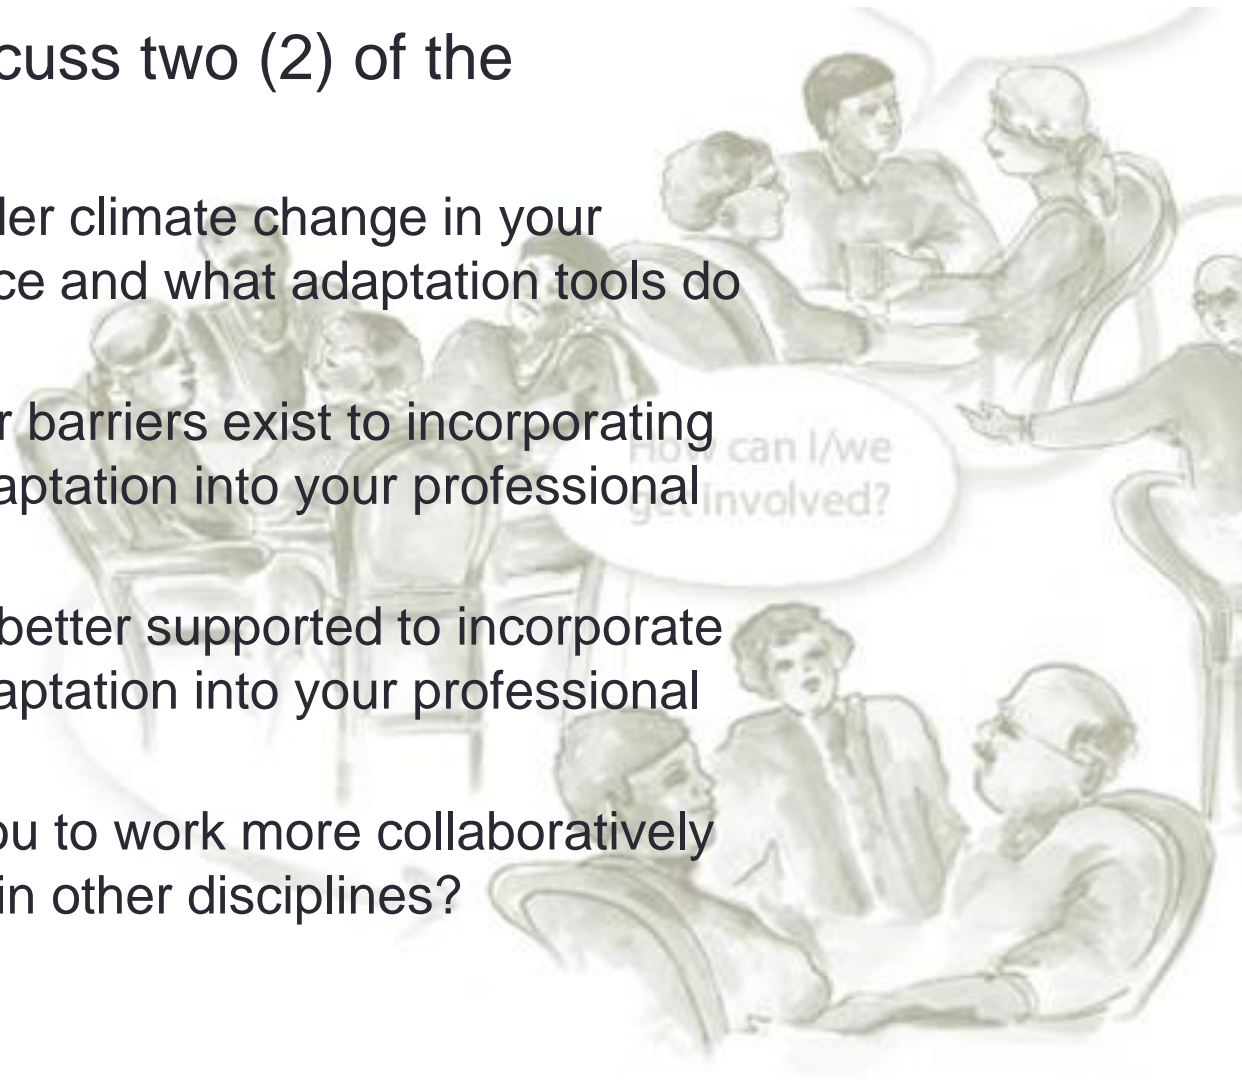 cuss two (2) of the
ler climate change in your
ce and what adaptation tools do
r barriers exist to incorporating
aptation into your professional
better supported to incorporate
aptation into your professional
ou to work more collaboratively
in other disciplines?
How can I/we
get involved?